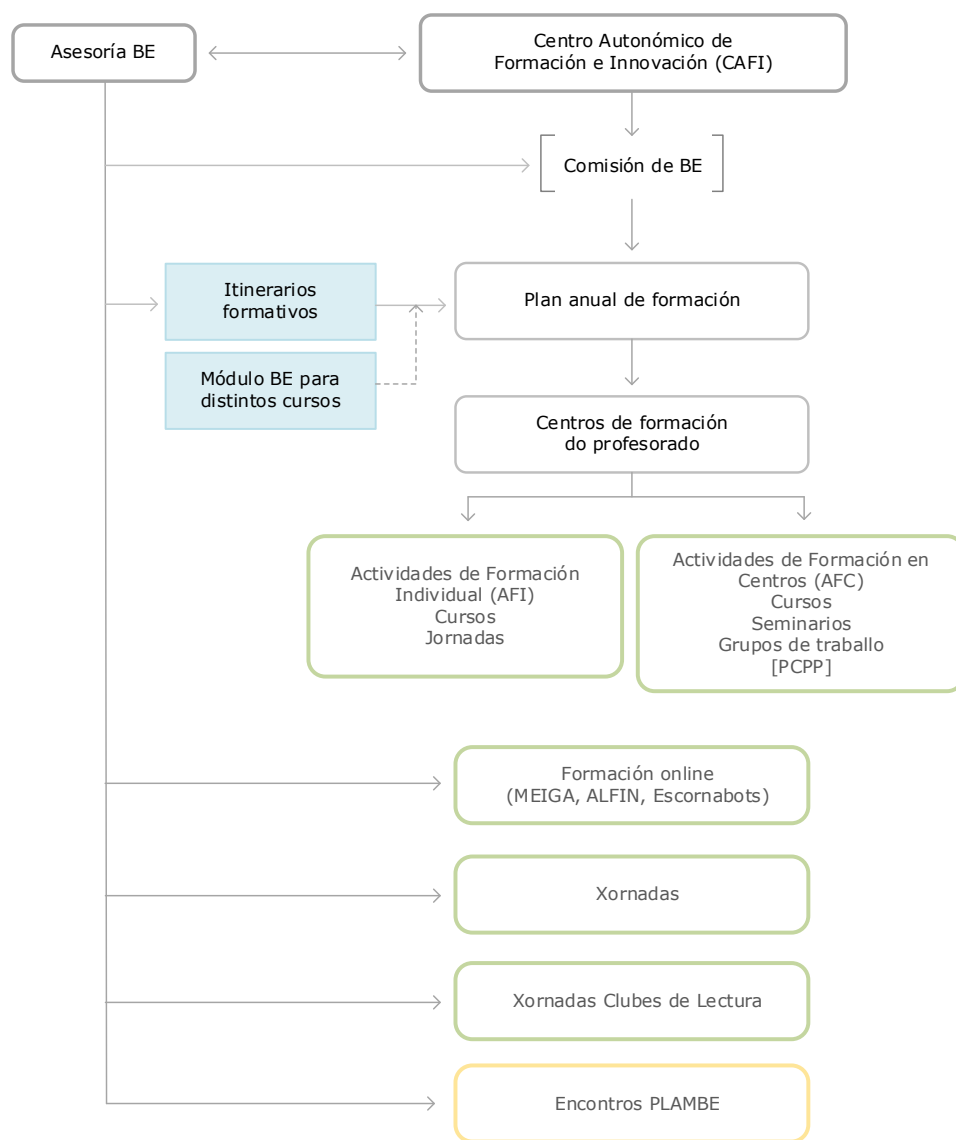 Asesoría BE
Centro Autonómico de
Formación e Innovación (CAFI)
Comisión de BE
Itinerarios
formativos
Plan anual de formación
Módulo BE para
distintos cursos
Centros de formación
do profesorado
Actividades de Formación
Individual (AFI)
Cursos
Jornadas
Actividades de Formación en
Centros (AFC)
Cursos
Seminarios
Grupos de traballo
[PCPP]
Formación online
(MEIGA, ALFIN, Escornabots)
Xornadas
Xornadas Clubes de Lectura
Encontros PLAMBE